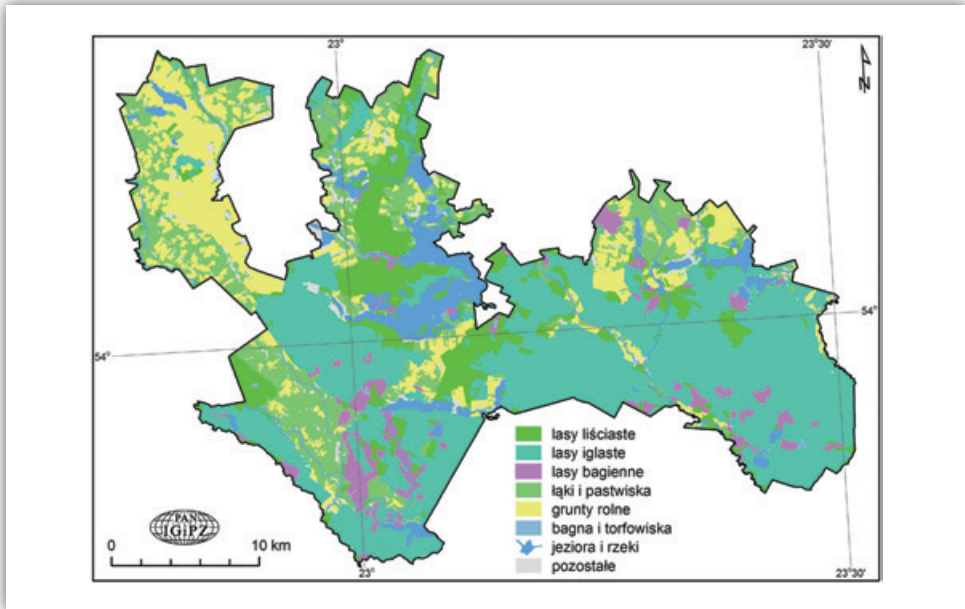 23°
23°30'
N
54°
54°
lasy liściaste
lasy iglaste
lasy bagienne
łąki i pastwiska
grunty rolne
bagna i torfowiska
jeziora i rzeki
pozostałe
PAN
IGiPZ
0 10 km
23°
23°30'